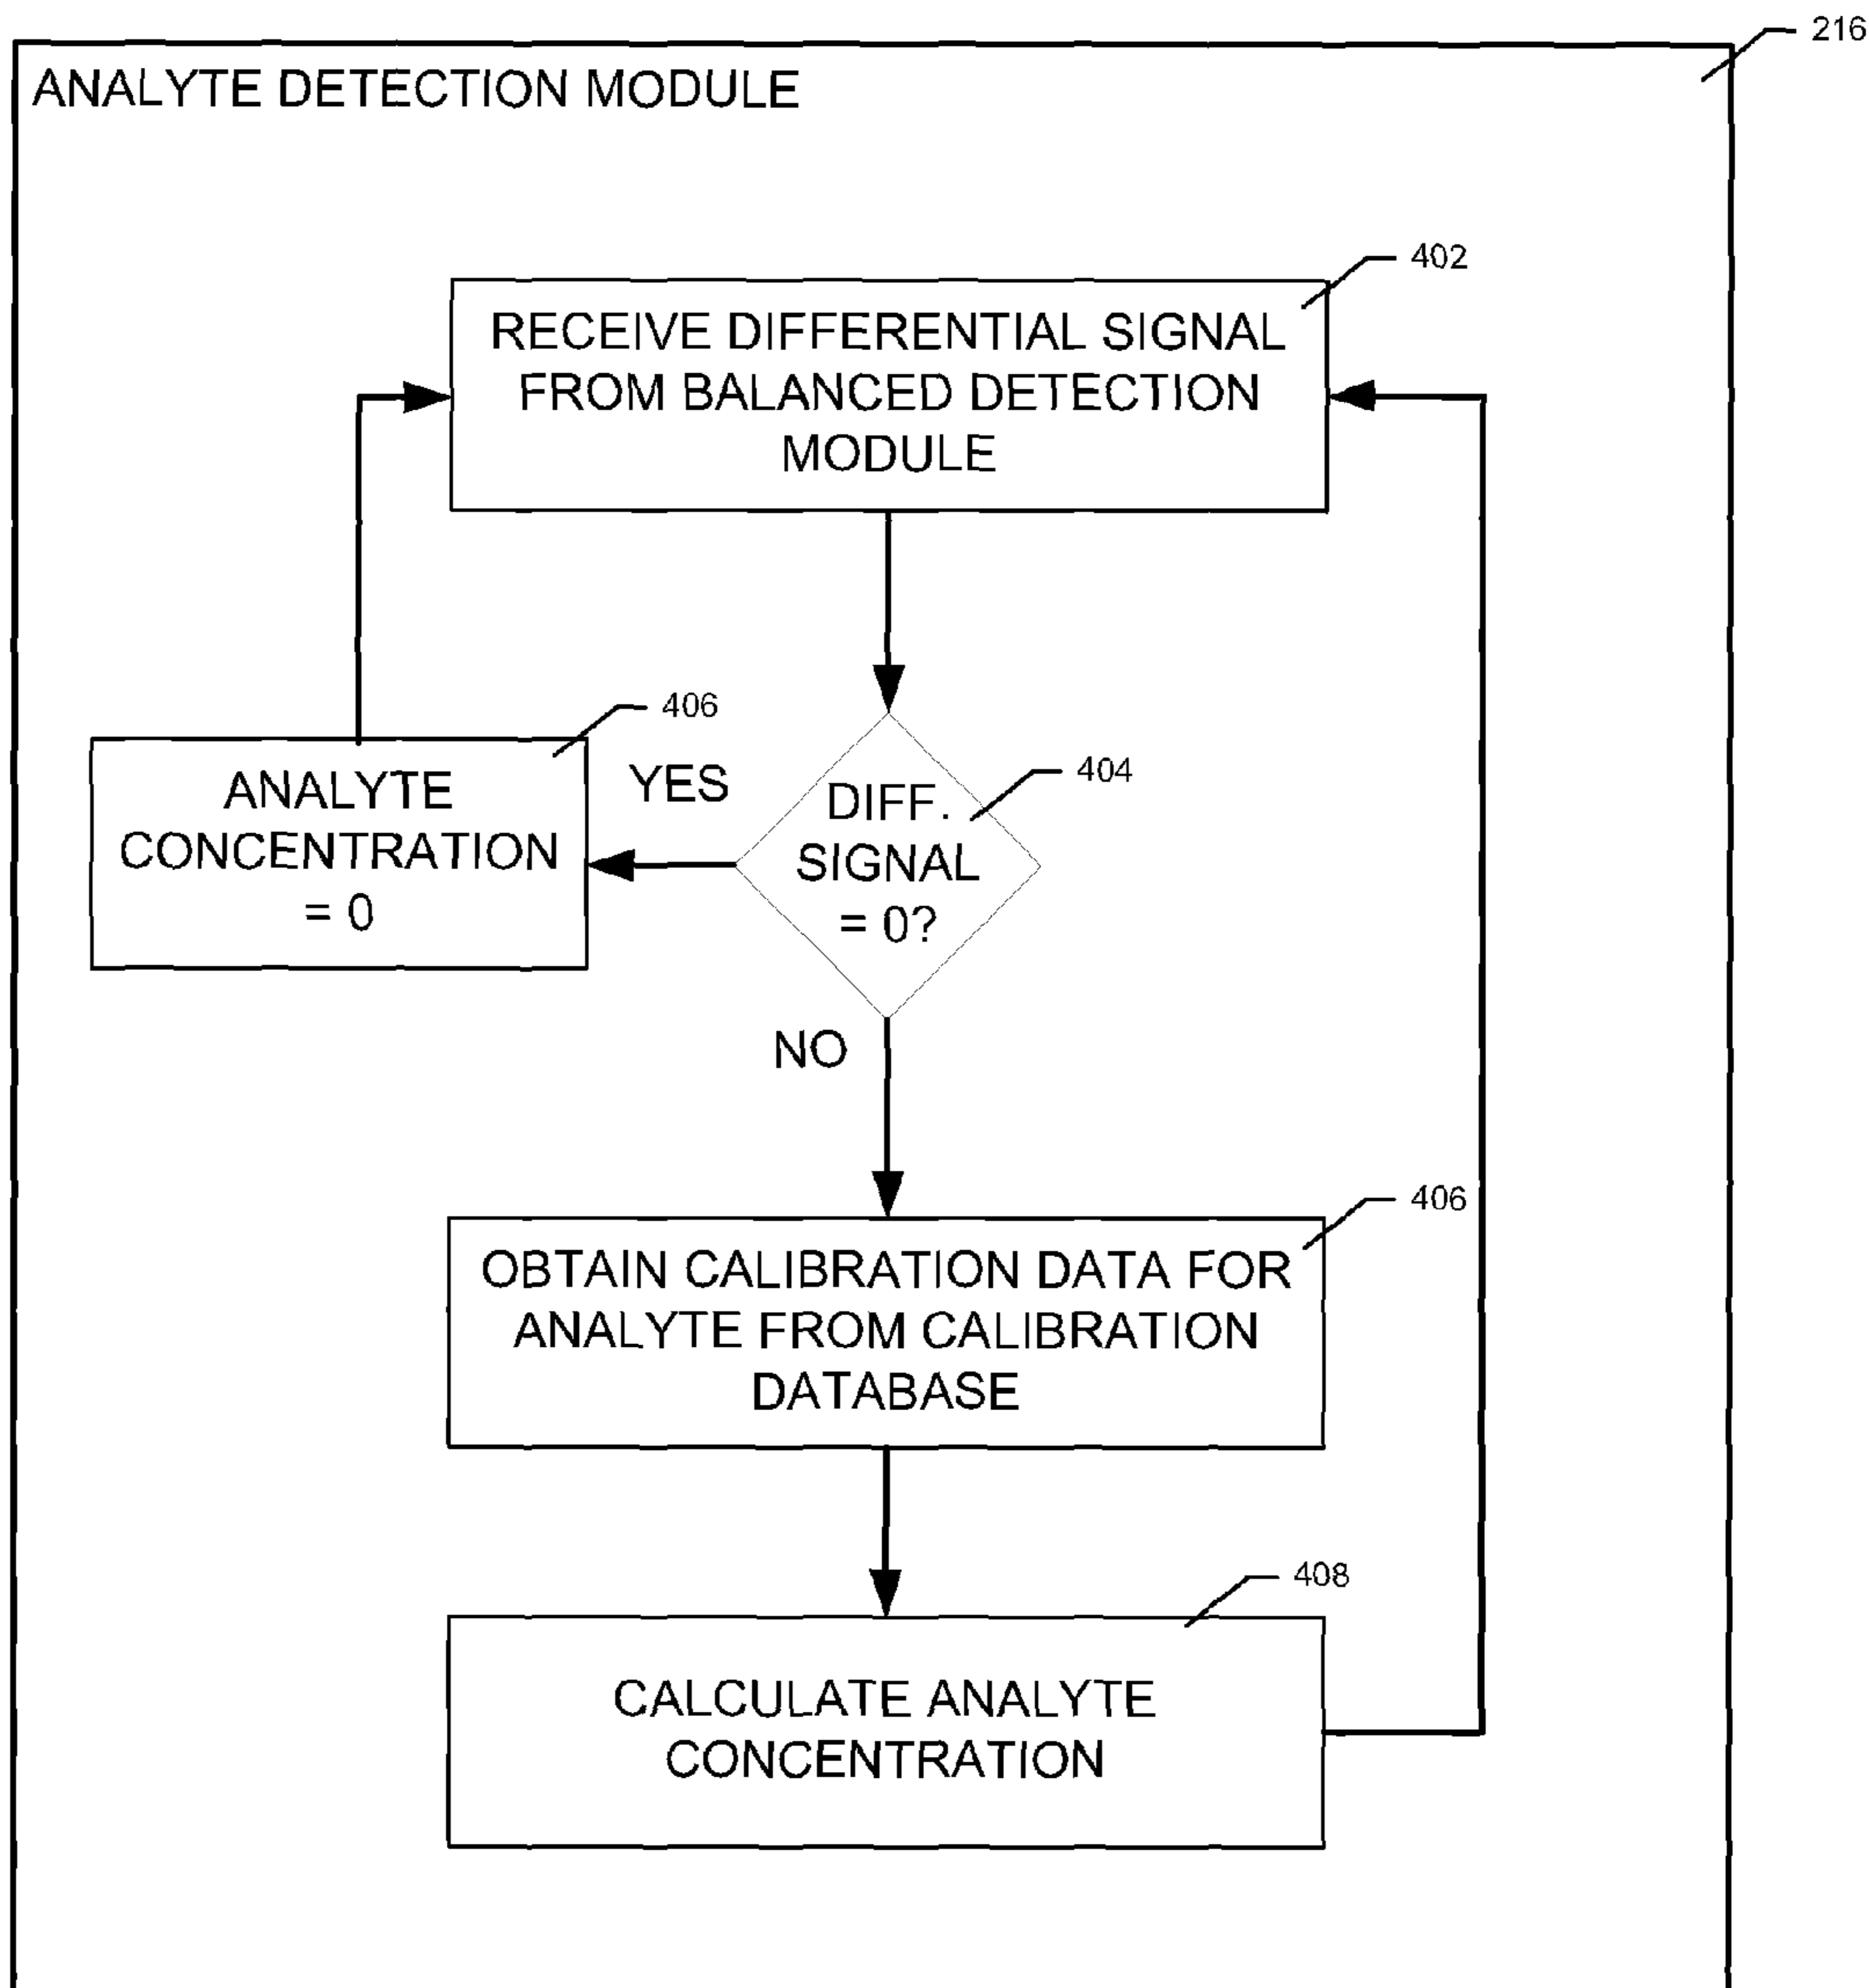 216
ANALYTE DETECTION MODULE
402
RECEIVE DIFFERENTIAL SIGNAL
FROM BALANCED DETECTION
MODULE
406
ANALYTE
CONCENTRATION
= 0
YES
404
DIFF.
SIGNAL
= 0?
NO
406
OBTAIN CALIBRATION DATA FOR
ANALYTE FROM CALIBRATION
DATABASE
408
CALCULATE ANALYTE
CONCENTRATION